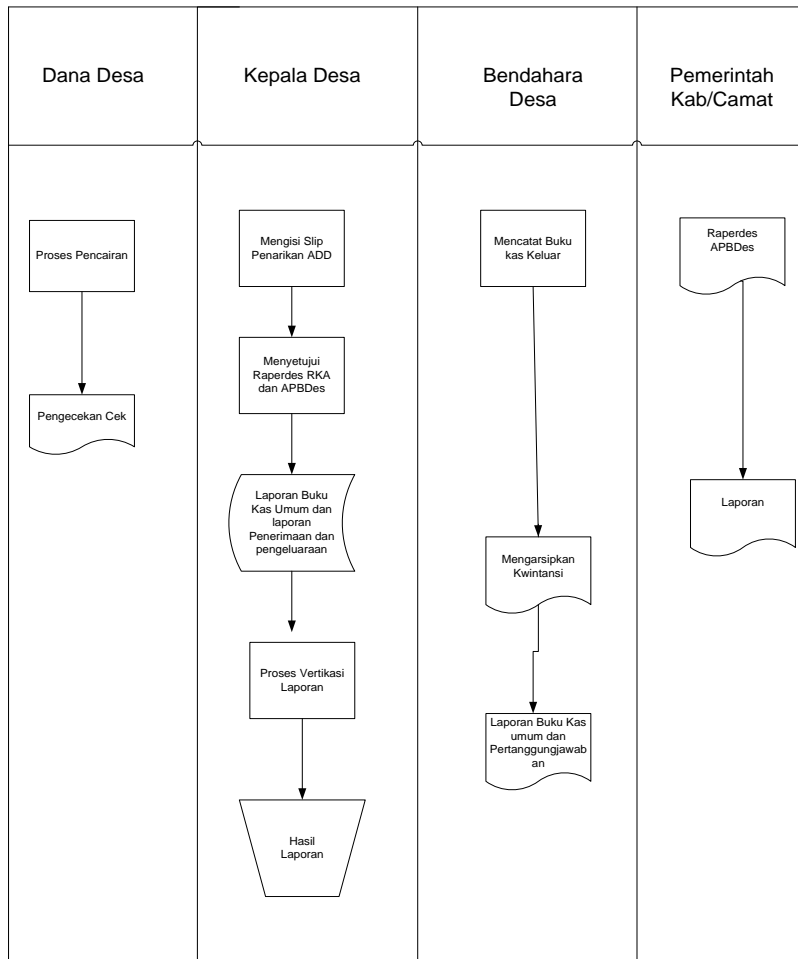 Dana Desa
Kepala Desa
Bendahara
Desa
Pemerintah
Kab/Camat
Proses Pencairan
Pengecekan Cek
Mengisi Slip
Penarikan ADD
Menyetujui
Raperdes RKA
dan APBDes
Laporan Buku
Kas Umum dan
laporan
Penerimaan dan
pengeluaraan
Proses Vertikasi
Laporan
Hasil
Laporan
Mencatat Buku
kas Keluar
Mengarsipkan
Kwintansi
Laporan Buku Kas
umum dan
Pertanggungjawab
an
Raperdes
APBDes
Laporan